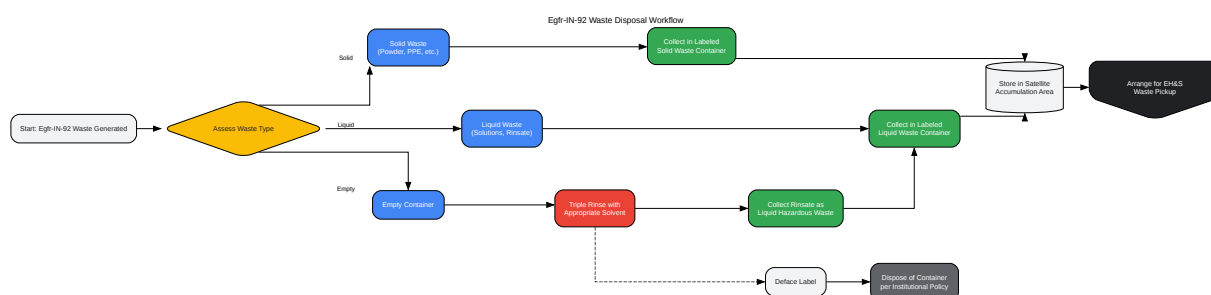 Egfr-IN-92 Waste Disposal Workflow
Solid Waste
(Powder, PPE, etc.)
Collect in Labeled
Solid Waste Container
Solid
Store in Satellite
Accumulation Area
Arrange for EH&S
Waste Pickup
Start: Egfr-IN-92 Waste Generated
Assess Waste Type
Liquid
Liquid Waste
(Solutions, Rinsate)
Collect in Labeled
Liquid Waste Container
Empty
Empty Container
Triple Rinse with
Appropriate Solvent
Collect Rinsate as
Liquid Hazardous Waste
Deface Label
Dispose of Container
per Institutional Policy